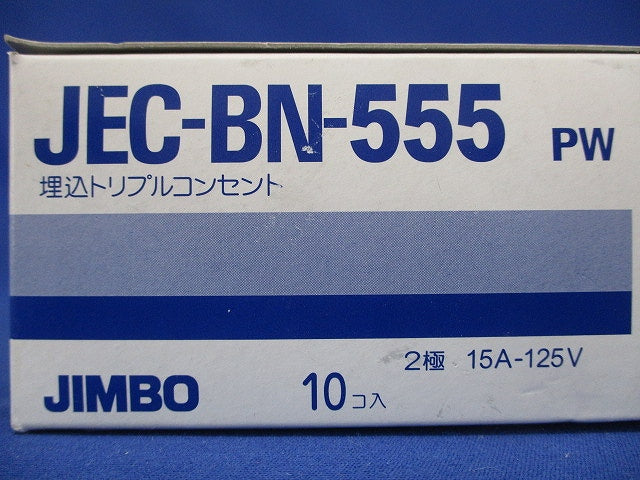 JEC-BN-555 PW
埋込トリプルコンセント
2極 15A-125V
JIMBO 10コ入